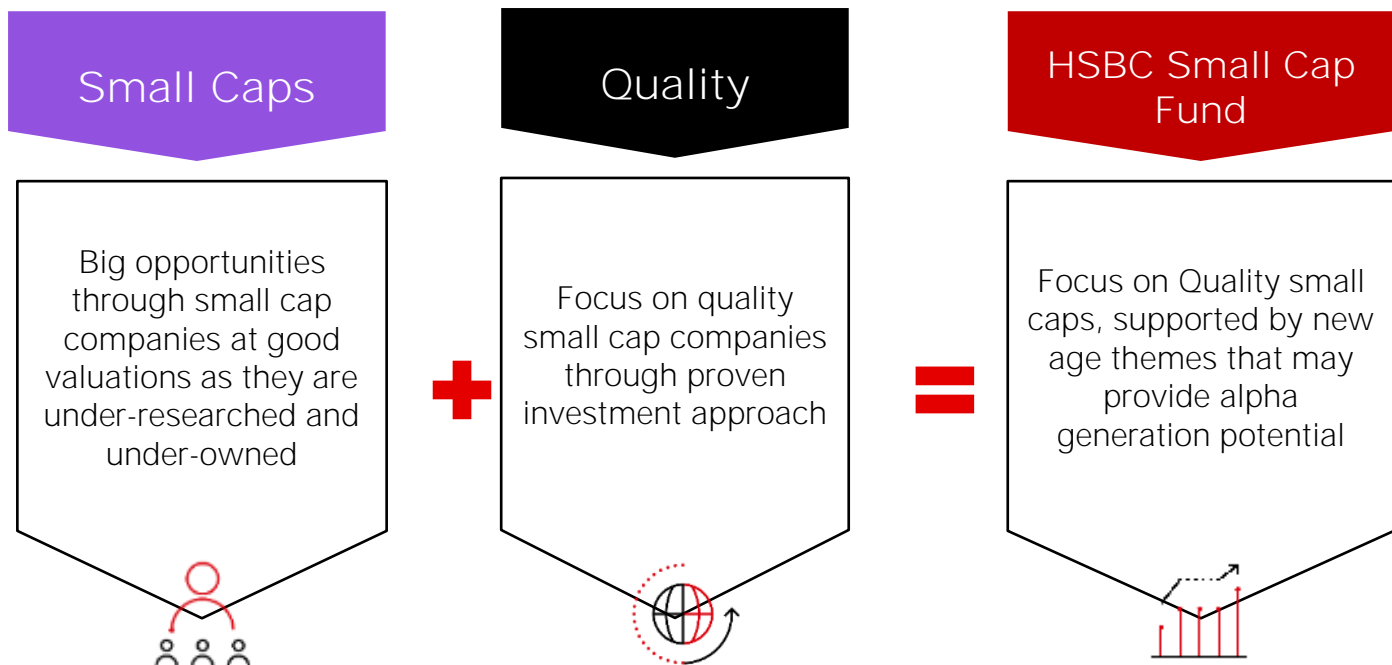 Small Caps
Big opportunities
through small cap
companies at good
valuations as they are
under-researched and
under-owned
Quality
Focus on quality
small cap companies
through proven
investment approach
HSBC Small Cap
Fund
Focus on Quality small
caps, supported by new
age themes that may
provide alpha
generation potential